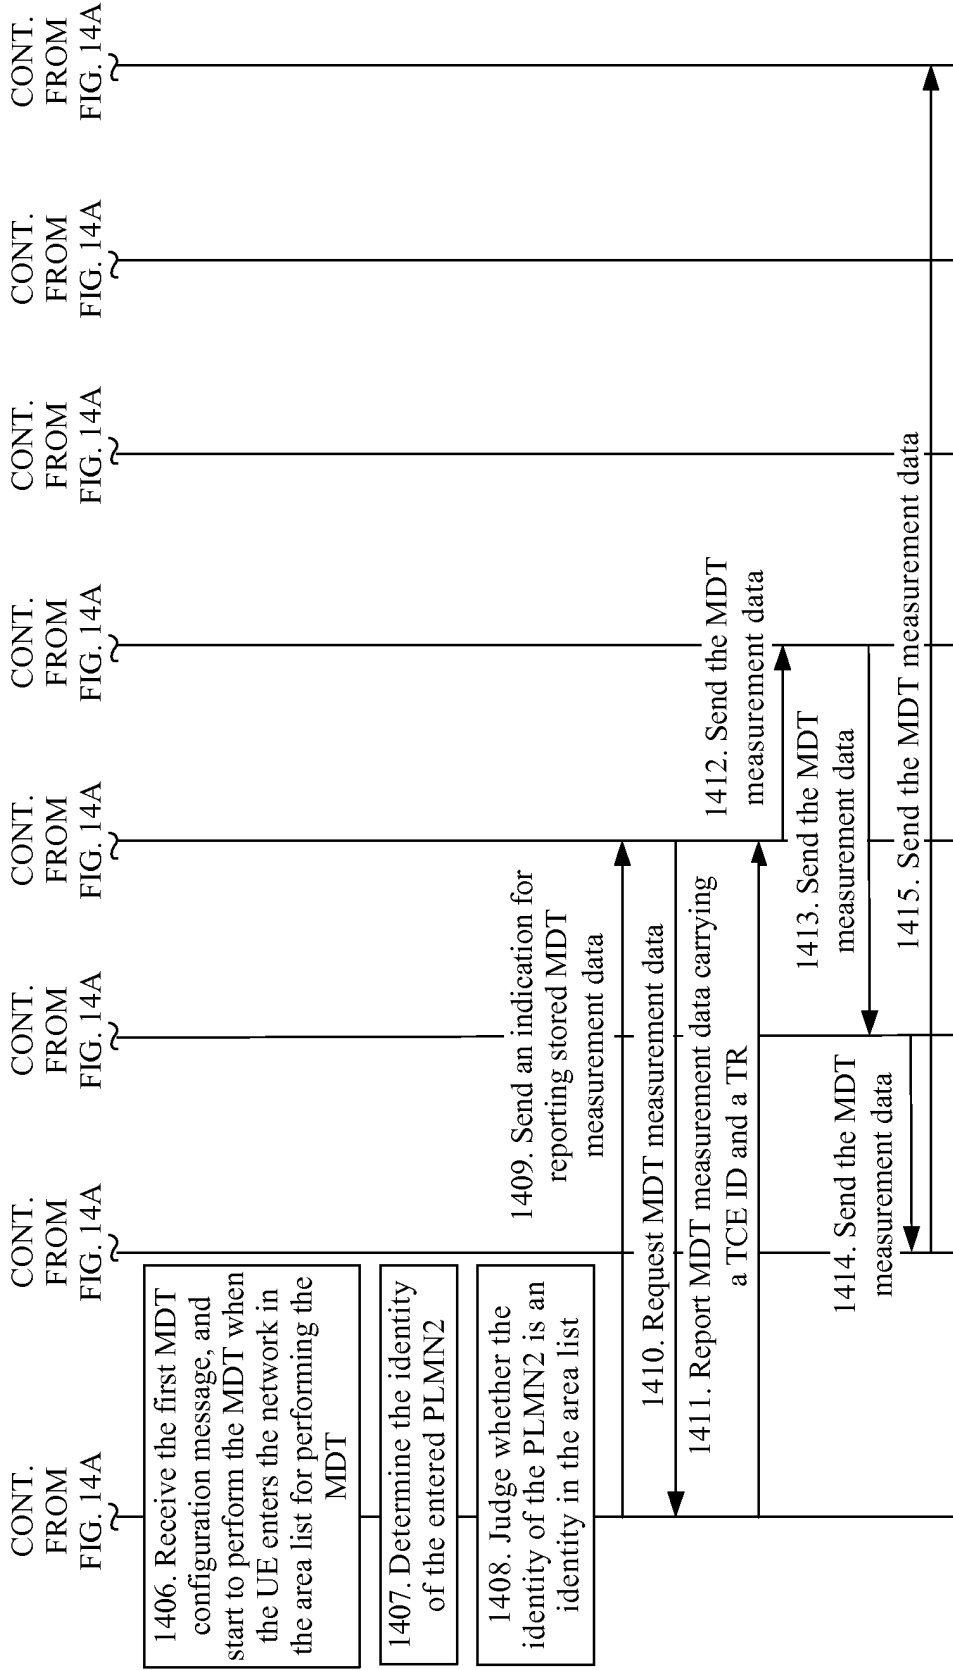 CONT.
FROM
FIG. 14A
CONT.
FROM
FIG. 14A
CONT.
FROM
FIG. 14A
CONT.
FROM
FIG. 14A
CONT.
FROM
FIG. 14A
CONT.
FROM
FIG. 14A
CONT.
FROM
FIG. 14A
CONT.
FROM
FIG. 14A
1406. Receive the first MDT
configuration message, and
start to perform the MDT when
the UE enters the network in
the area list for performing the
MDT
1407. Determine the identity
of the entered PLMN2
1408. Judge whether the
identity of the PLMN2 is an
identity in the area list
1409. Send an indication for
reporting stored MDT
measurement data
1410. Request MDT measurement data
1411. Report MDT measurement data carrying
a TCE ID and a TR
1412. Send the MDT
measurement data
1413. Send the MDT
measurement data
1414. Send the MDT
measurement data
1415. Send the MDT measurement data